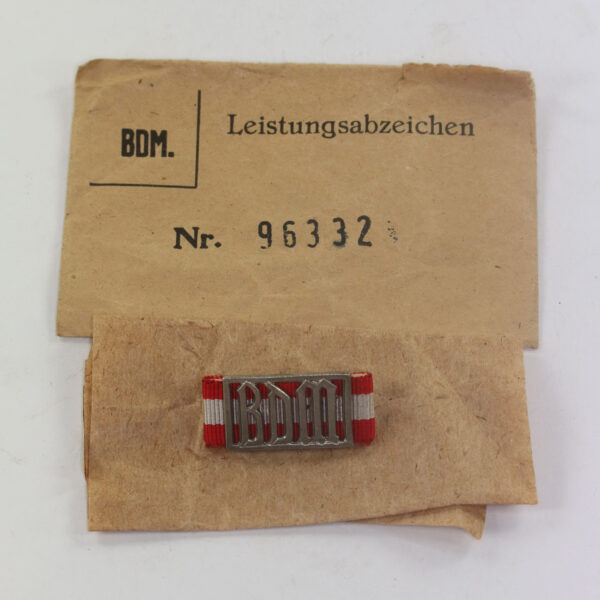 BDM.
Leistungsabzeichen
Nr. 96332
BDM